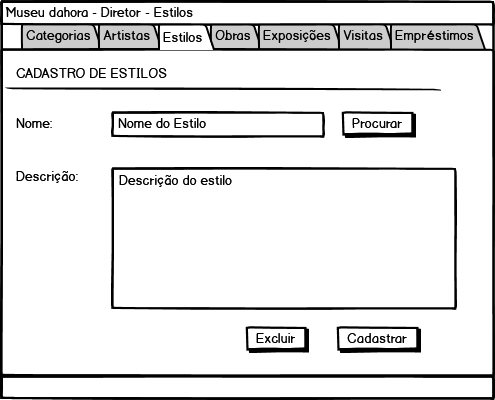 Museu dahora - Diretor - Estilos
Categorias Artistas Estilos Obras Exposições Visitas Empréstimos
CADASTRO DE ESTILOS
Nome: Nome do Estilo Procurar
Descrição: Descrição do estilo
Excluir Cadastrar